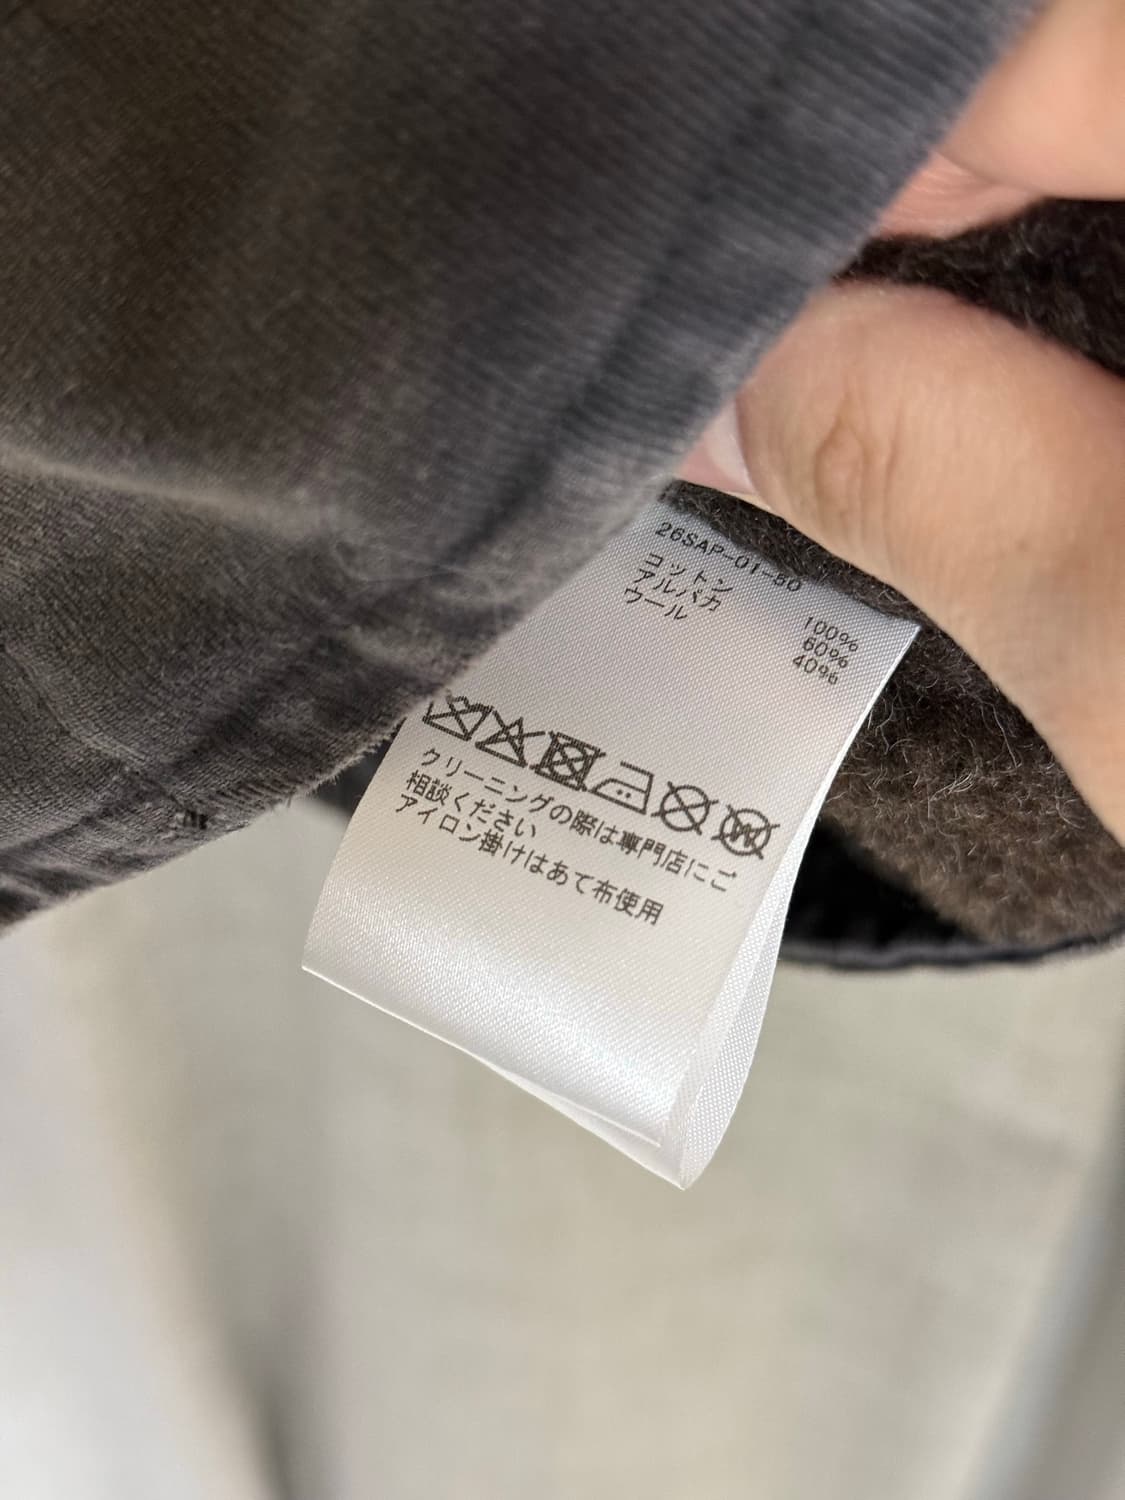 26SAP-01-50
コットン 100%
アルパカ 60%
ウール 40%
クリーニングの際は専門店にご
相談ください
アイロン掛けはあて布使用